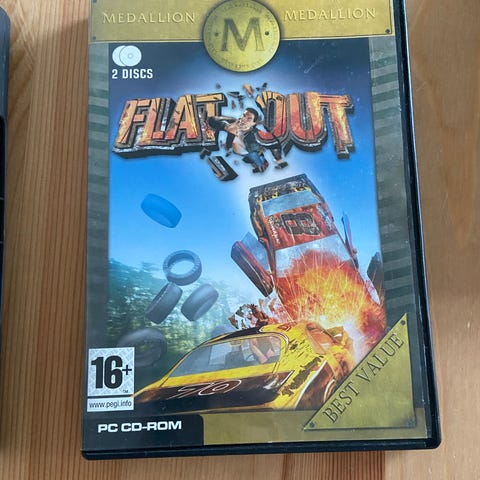 MEDALLION
M
MEDALLION
2 DISCS
FLAT OUT
16+
www.pegi.info
BEST VALUE
PC CD-ROM